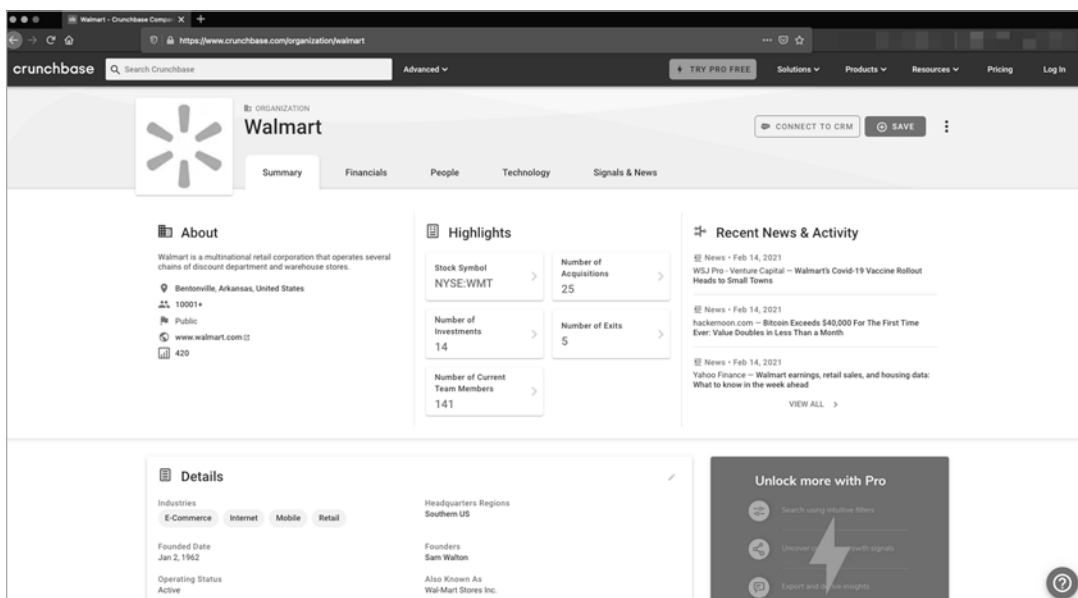 Walmart - Crunchbase Compan X +
https://www.crunchbase.com/organization/walmart
crunchbase Search Crunchbase Advanced TRY PRO FREE Solutions Products Resources Pricing Log In
ORGANIZATION
Walmart
CONNECT TO CRM SAVE
Summary Financials People Technology Signals & News
About
Walmart is a multinational retail corporation that operates several
chains of discount department and warehouse stores.
Bentonville, Arkansas, United States
10001+
Public
www.walmart.com
420
Highlights
Stock Symbol
NYSE:WMT
Number of
Acquisitions
25
Number of
Investments
14
Number of Exits
5
Number of Current
Team Members
141
Recent News & Activity
News • Feb 14, 2021
WSJ Pro - Venture Capital — Walmart's Covid-19 Vaccine Rollout
Heads to Small Towns
News • Feb 14, 2021
hackernoon.com — Bitcoin Exceeds $40,000 For The First Time
Ever: Value Doubles in Less Than a Month
News • Feb 14, 2021
Yahoo Finance — Walmart earnings, retail sales, and housing data:
What to know in the week ahead
VIEW ALL
Details
Industries
E-Commerce Internet Mobile Retail
Headquarters Regions
Southern US
Founded Date
Jan 2, 1962
Founders
Sam Walton
Operating Status
Active
Also Known As
Wal-Mart Stores Inc.
Unlock more with Pro
Search using intuitive filters
Uncover growth signals
Export and insights